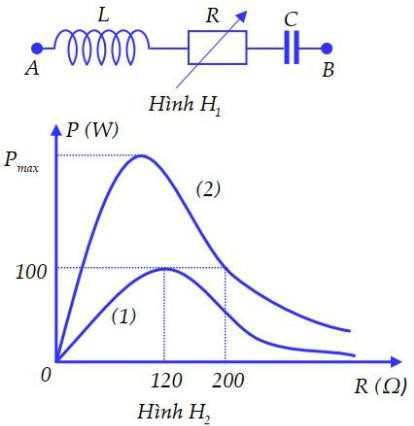 L R C
A B
Hình H₁
P (W)
Pmax
(2)
100
(1)
0 120 200 R (Ω)
Hình H₂